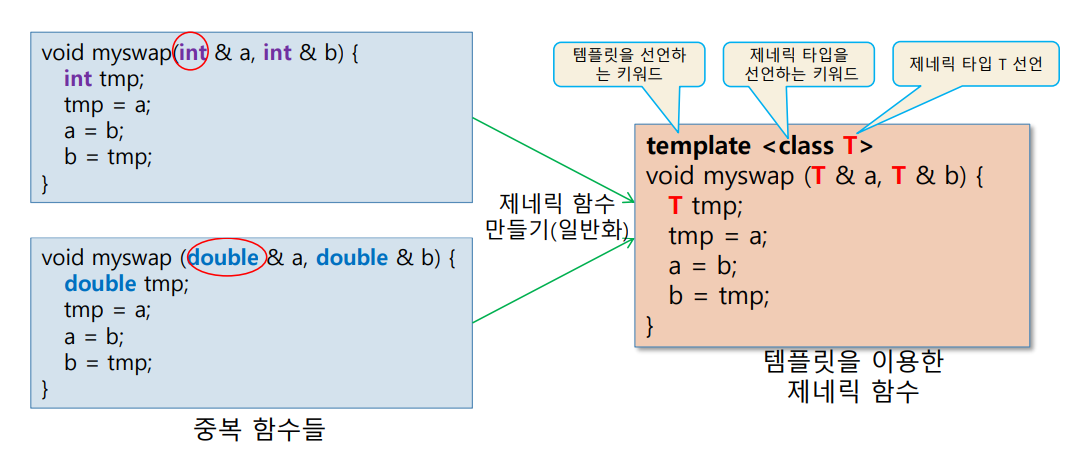 void myswap(int & a, int & b) {
int tmp;
tmp = a;
a = b;
b = tmp;
}
void myswap (double & a, double & b) {
double tmp;
tmp = a;
a = b;
b = tmp;
}
중복 함수들
제네릭 함수
만들기(일반화)
템플릿을 선언하
는 키워드
제네릭 타입을
선언하는 키워드
제네릭 타입 T 선언
template <class T>
void myswap (T & a, T & b) {
T tmp;
tmp = a;
a = b;
b = tmp;
}
템플릿을 이용한
제네릭 함수